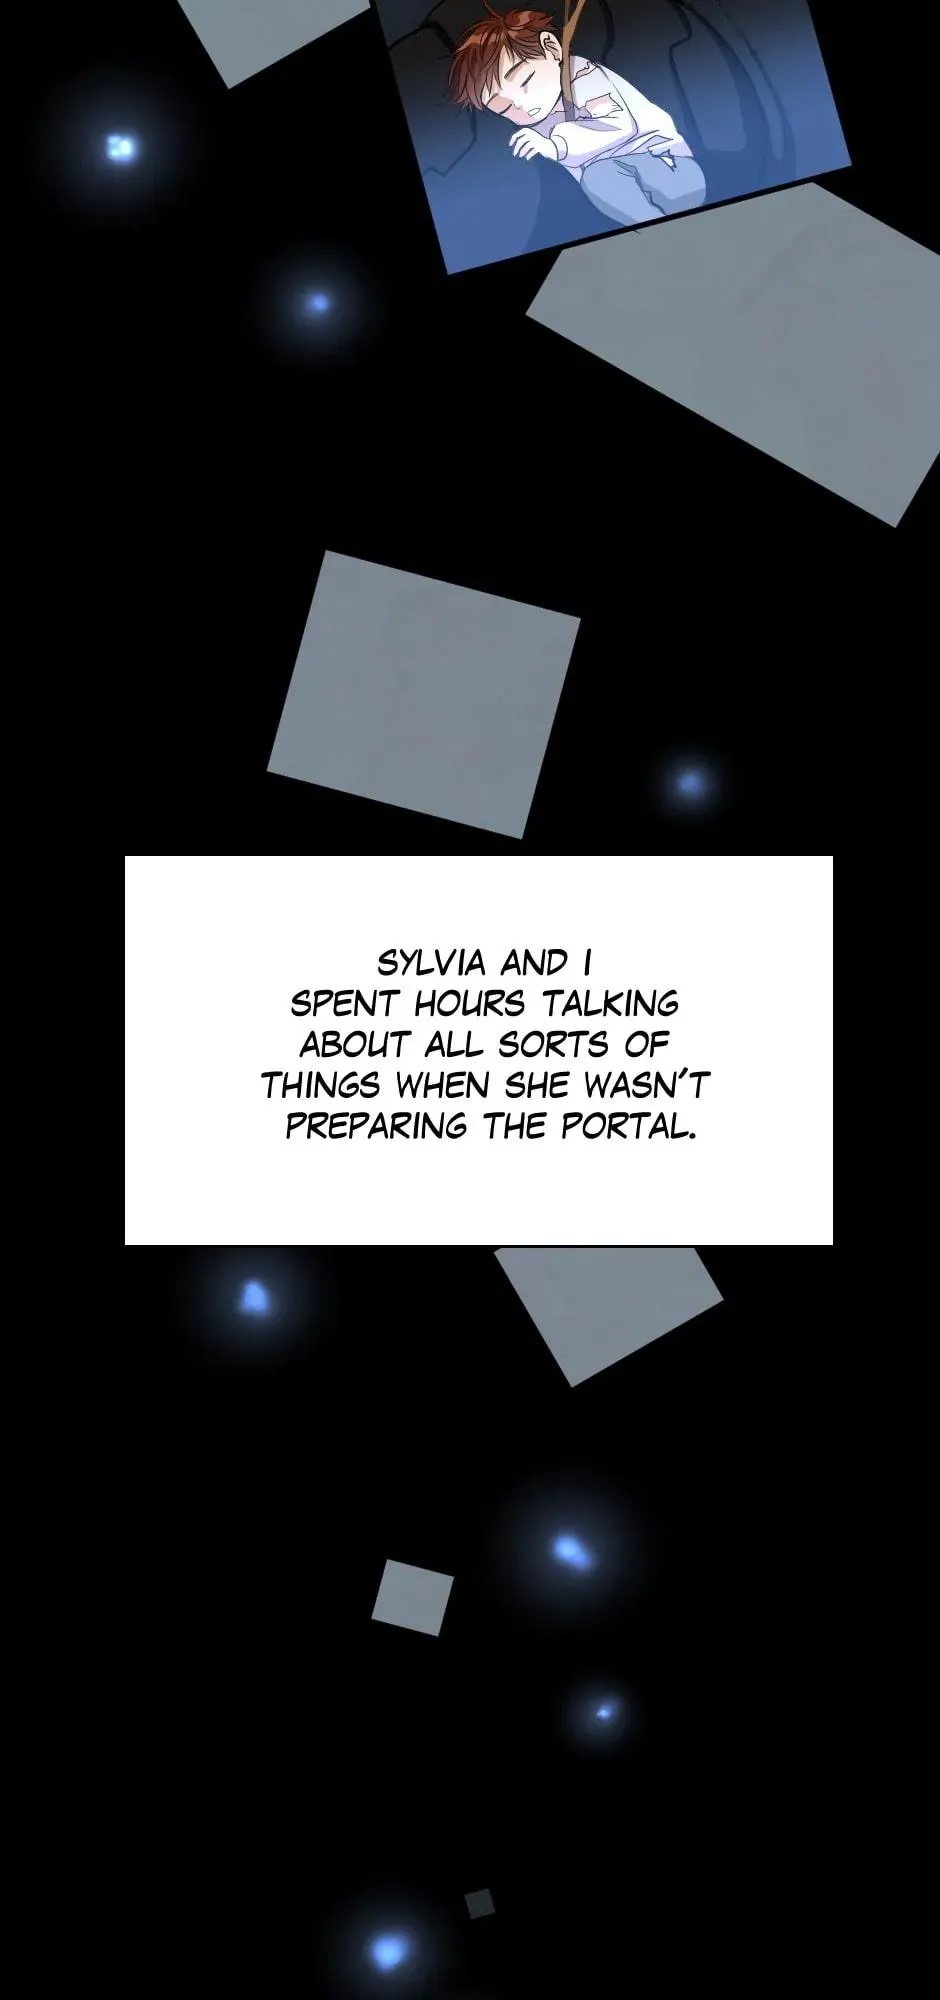 SYLVIA AND I
SPENT HOURS TALKING
ABOUT ALL SORTS OF
THINGS WHEN SHE WASN'T
PREPARING THE PORTAL.